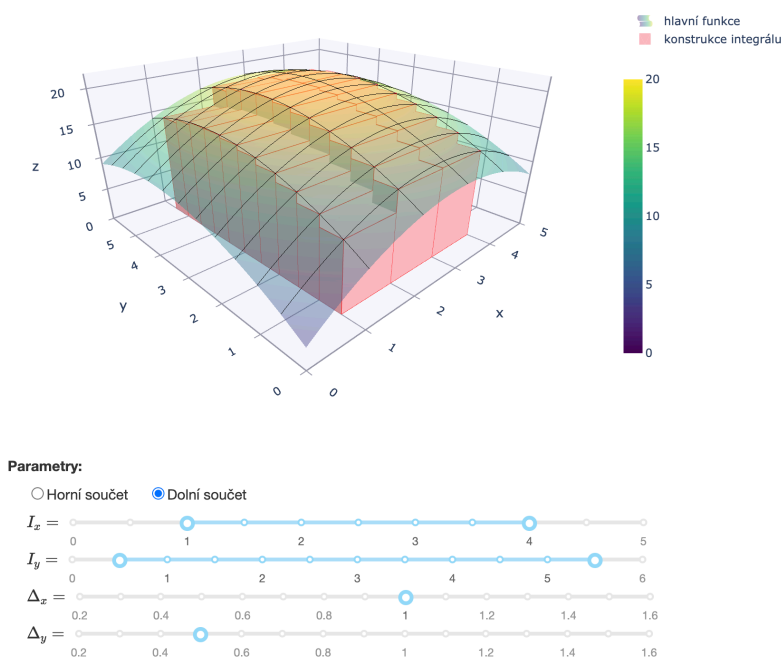 hlavní funkce
konstrukce integrálu
20
15
10
5
0
z
20
15
10
5
0
5
4
3
2
1
0
y
5
4
3
2
1
0
x
Parametry:
Horní součet Dolní součet
I_x =
0 1 2 3 4 5
I_y =
0 1 2 3 4 5 6
Δ_x =
0.2 0.4 0.6 0.8 1 1.2 1.4 1.6
Δ_y =
0.2 0.4 0.6 0.8 1 1.2 1.4 1.6